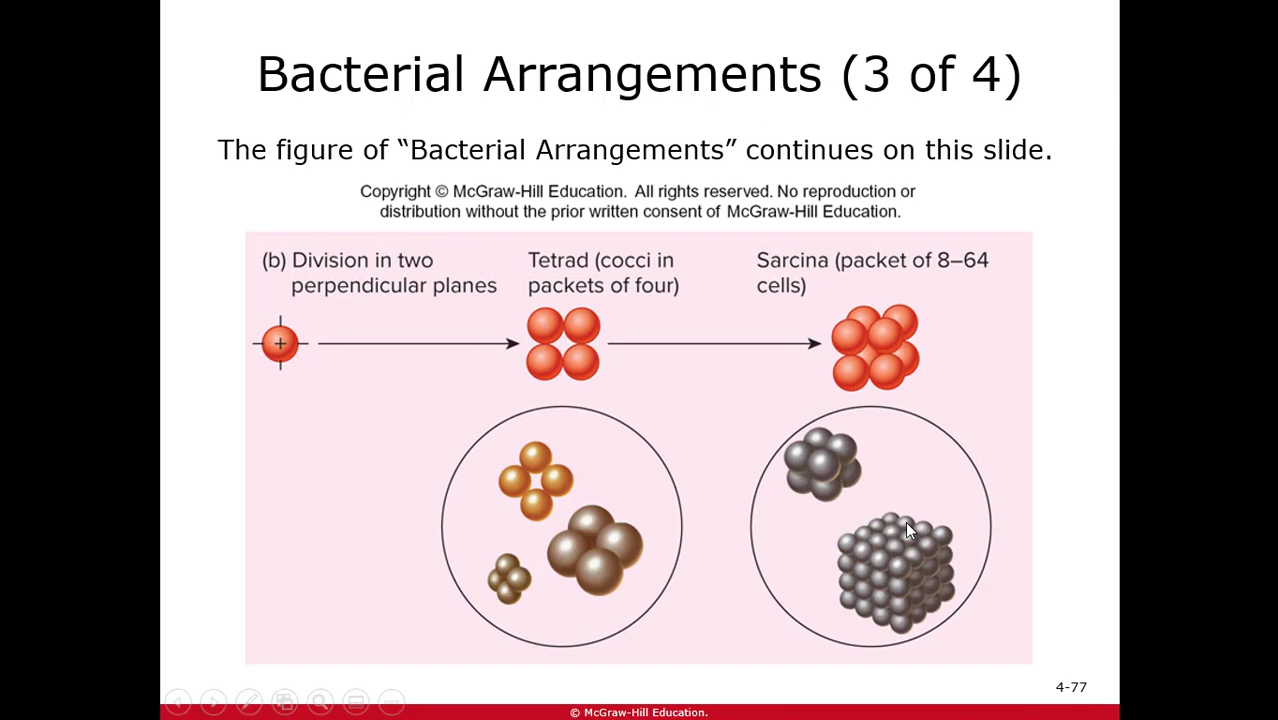 Bacterial Arrangements (3 of 4)
The figure of “Bacterial Arrangements” continues on this slide.
Copyright © McGraw-Hill Education. All rights reserved. No reproduction or
distribution without the prior written consent of McGraw-Hill Education.
(b) Division in two
perpendicular planes
Tetrad (cocci in
packets of four)
Sarcina (packet of 8–64
cells)
4-77
© McGraw-Hill Education.